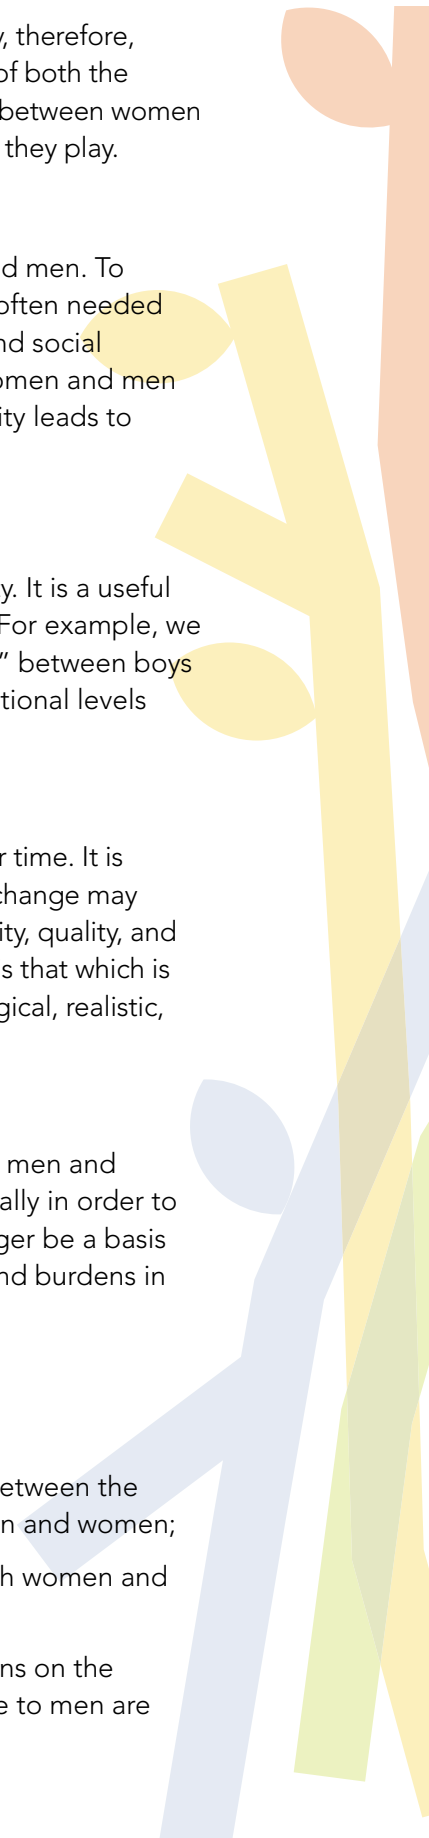 , therefore,
of both the
between women
they play.
d men. To
often needed
nd social
omen and men
ity leads to
y. It is a useful
For example, we
” between boys
tional levels
r time. It is
change may
ity, quality, and
s that which is
gical, realistic,
men and
ally in order to
ger be a basis
nd burdens in
etween the
n and women;
h women and
ns on the
e to men are